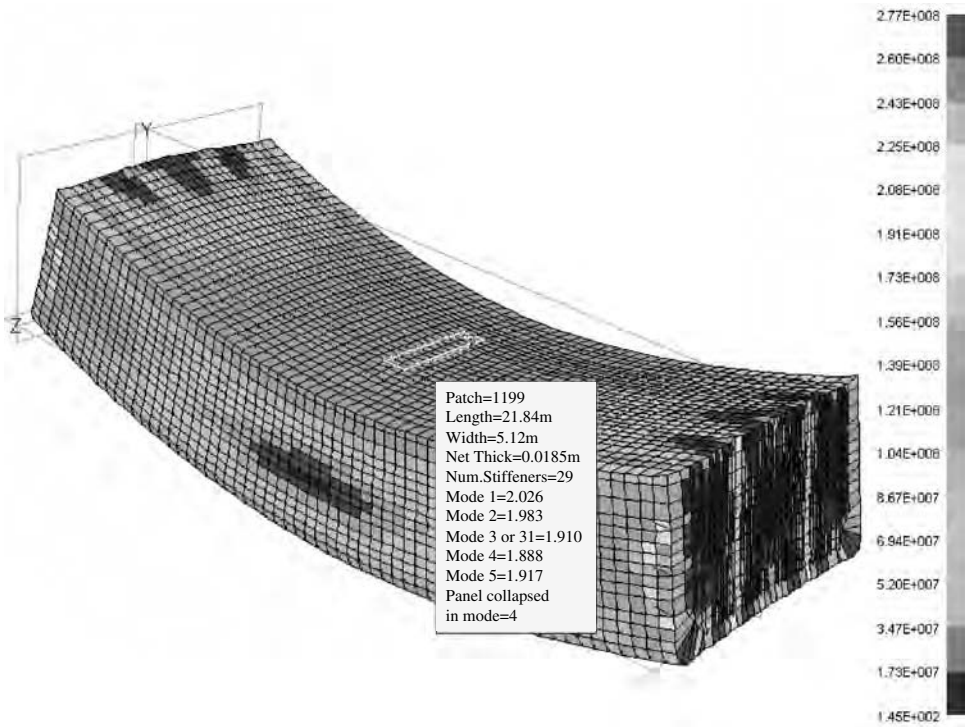 2.77E+008
2.60E+008
2.43E+008
2.25E+008
2.08E+008
1.91E+008
1.73E+008
1.56E+008
1.39E+008
1.21E+008
1.04E+008
8.67E+007
6.94E+007
5.20E+007
3.47E+007
1.73E+007
1.45E+002
Y
Z
Patch=1199
Length=21.84m
Width=5.12m
Net Thick=0.0185m
Num.Stiffeners=29
Mode 1=2.026
Mode 2=1.983
Mode 3 or 31=1.910
Mode 4=1.888
Mode 5=1.917
Panel collapsed
in mode=4